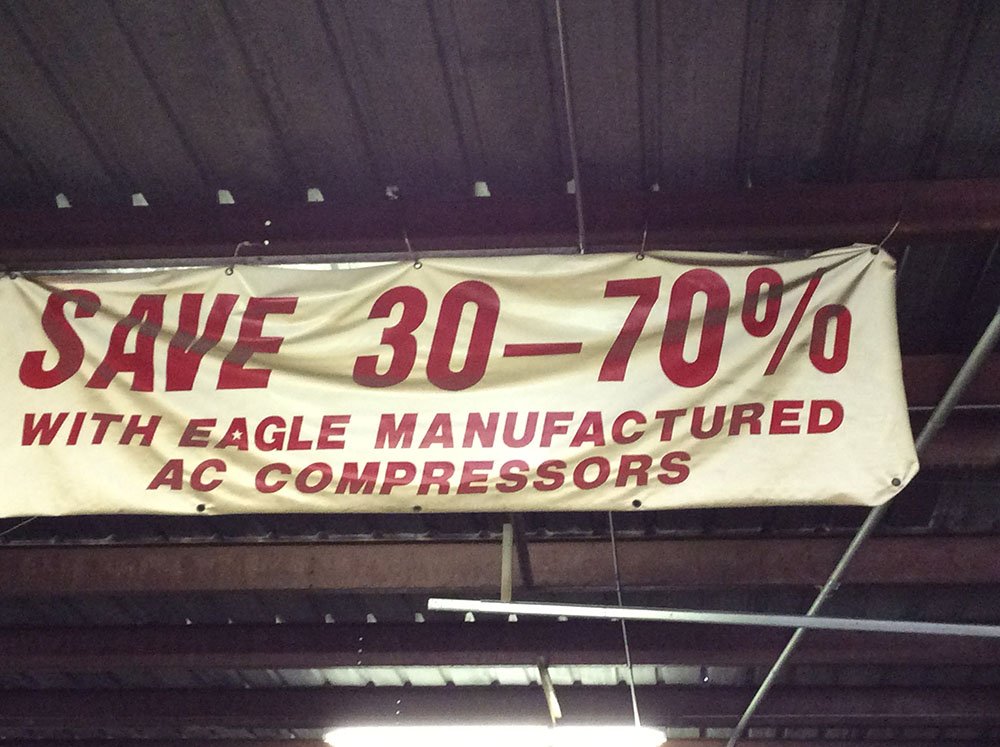 SAVE 30–70%
WITH EAGLE MANUFACTURED
AC COMPRESSORS